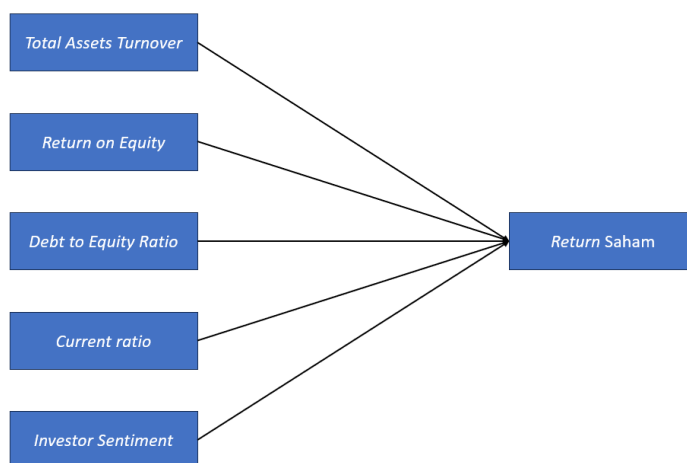 Total Assets Turnover
Return on Equity
Debt to Equity Ratio
Return Saham
Current ratio
Investor Sentiment